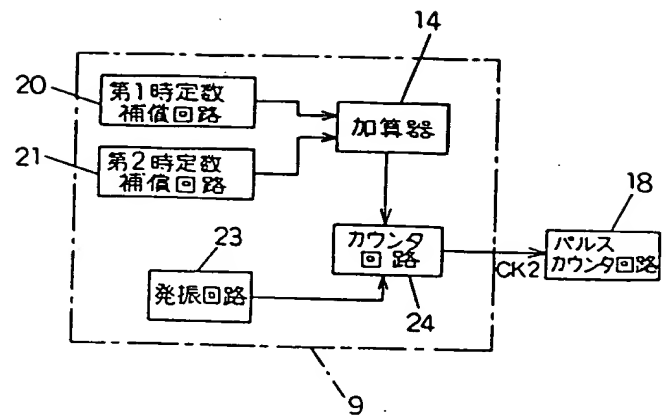 14
20
第1時定数
補償回路
加算器
21
第2時定数
補償回路
18
23
カウンタ
回路
パルス
カウンタ回路
CK2
発振回路
24
9